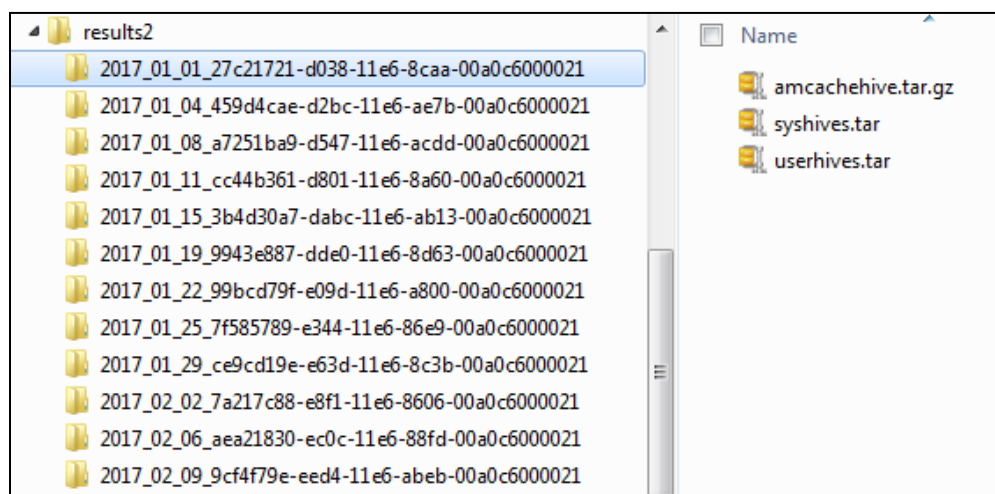 results2
2017_01_01_27c21721-d038-11e6-8caa-00a0c6000021
2017_01_04_459d4cae-d2bc-11e6-ae7b-00a0c6000021
2017_01_08_a7251ba9-d547-11e6-acdd-00a0c6000021
2017_01_11_cc44b361-d801-11e6-8a60-00a0c6000021
2017_01_15_3b4d30a7-dabc-11e6-ab13-00a0c6000021
2017_01_19_9943e887-dde0-11e6-8d63-00a0c6000021
2017_01_22_99bcd79f-e09d-11e6-a800-00a0c6000021
2017_01_25_7f585789-e344-11e6-86e9-00a0c6000021
2017_01_29_ce9cd19e-e63d-11e6-8c3b-00a0c6000021
2017_02_02_7a217c88-e8f1-11e6-8606-00a0c6000021
2017_02_06_aea21830-ec0c-11e6-88fd-00a0c6000021
2017_02_09_9cf4f79e-eed4-11e6-abeb-00a0c6000021
Name
amcachehive.tar.gz
syshives.tar
userhives.tar